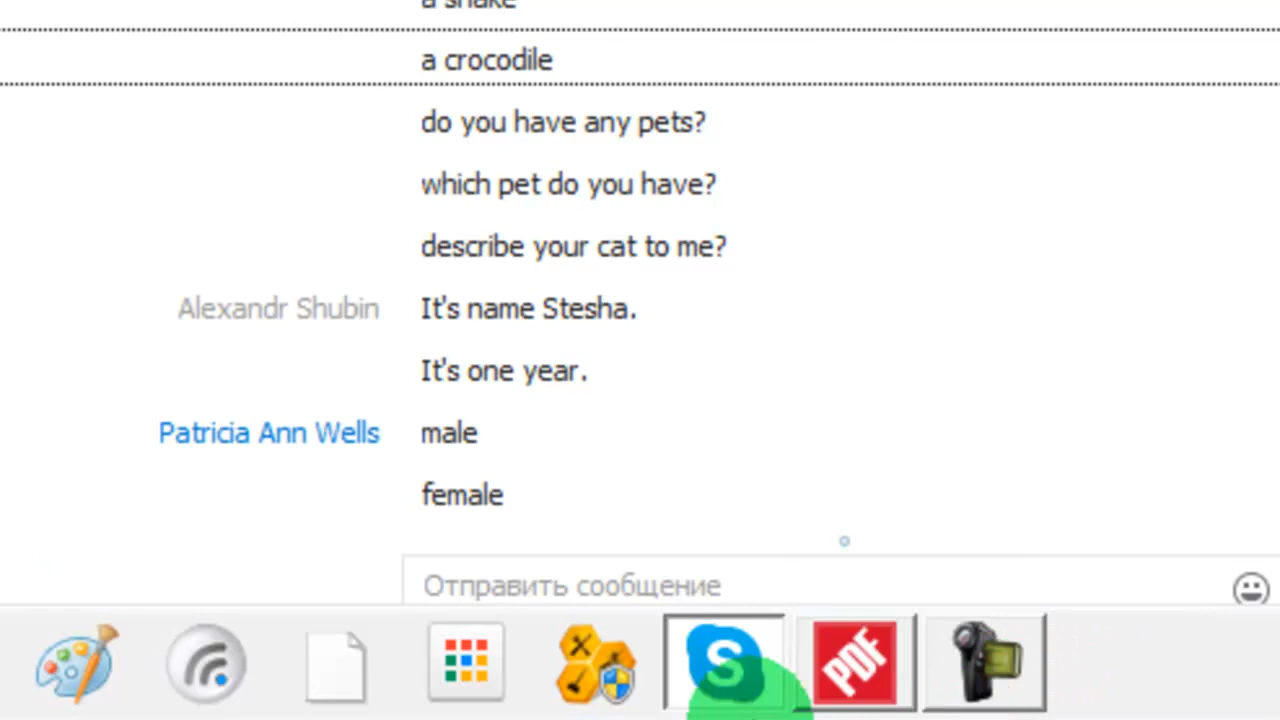 a snake
a crocodile
do you have any pets?
which pet do you have?
describe your cat to me?
Alexandr Shubin It's name Stesha.
It's one year.
Patricia Ann Wells male
female
Отправить сообщение
S PDF